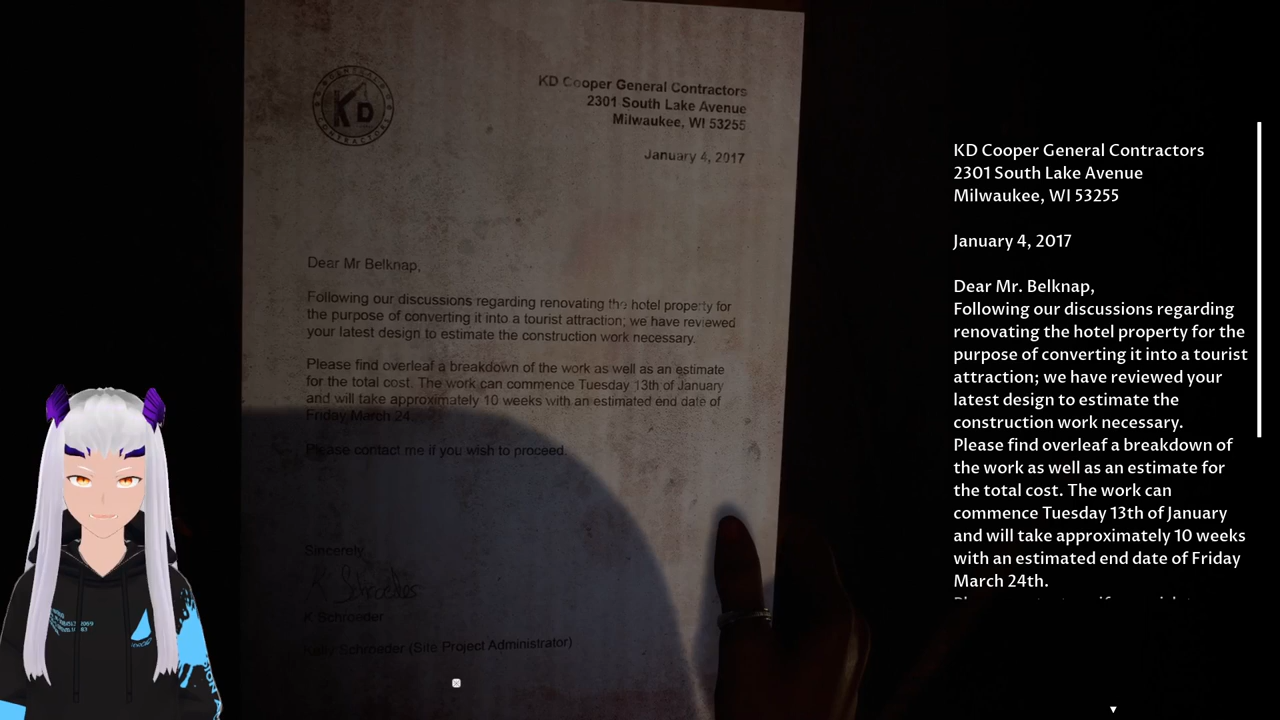 KD
KD Cooper General Contractors
2301 South Lake Avenue
Milwaukee, WI 53255
January 4, 2017
Dear Mr Belknap,
Following our discussions regarding renovating the hotel property for
the purpose of converting it into a tourist attraction; we have reviewed
your latest design to estimate the construction work necessary.
Please find overleaf a breakdown of the work as well as an estimate
for the total cost. The work can commence Tuesday 13th of January
and will take approximately 10 weeks with an estimated end date of
Friday March 24
Please contact me if you wish to proceed.
Sincerely,
K Schroeder
K Schroeder
Kelly Schroeder (Site Project Administrator)
KD Cooper General Contractors
2301 South Lake Avenue
Milwaukee, WI 53255
January 4, 2017
Dear Mr. Belknap,
Following our discussions regarding
renovating the hotel property for the
purpose of converting it into a tourist
attraction; we have reviewed your
latest design to estimate the
construction work necessary.
Please find overleaf a breakdown of
the work as well as an estimate for
the total cost. The work can
commence Tuesday 13th of January
and will take approximately 10 weeks
with an estimated end date of Friday
March 24th.